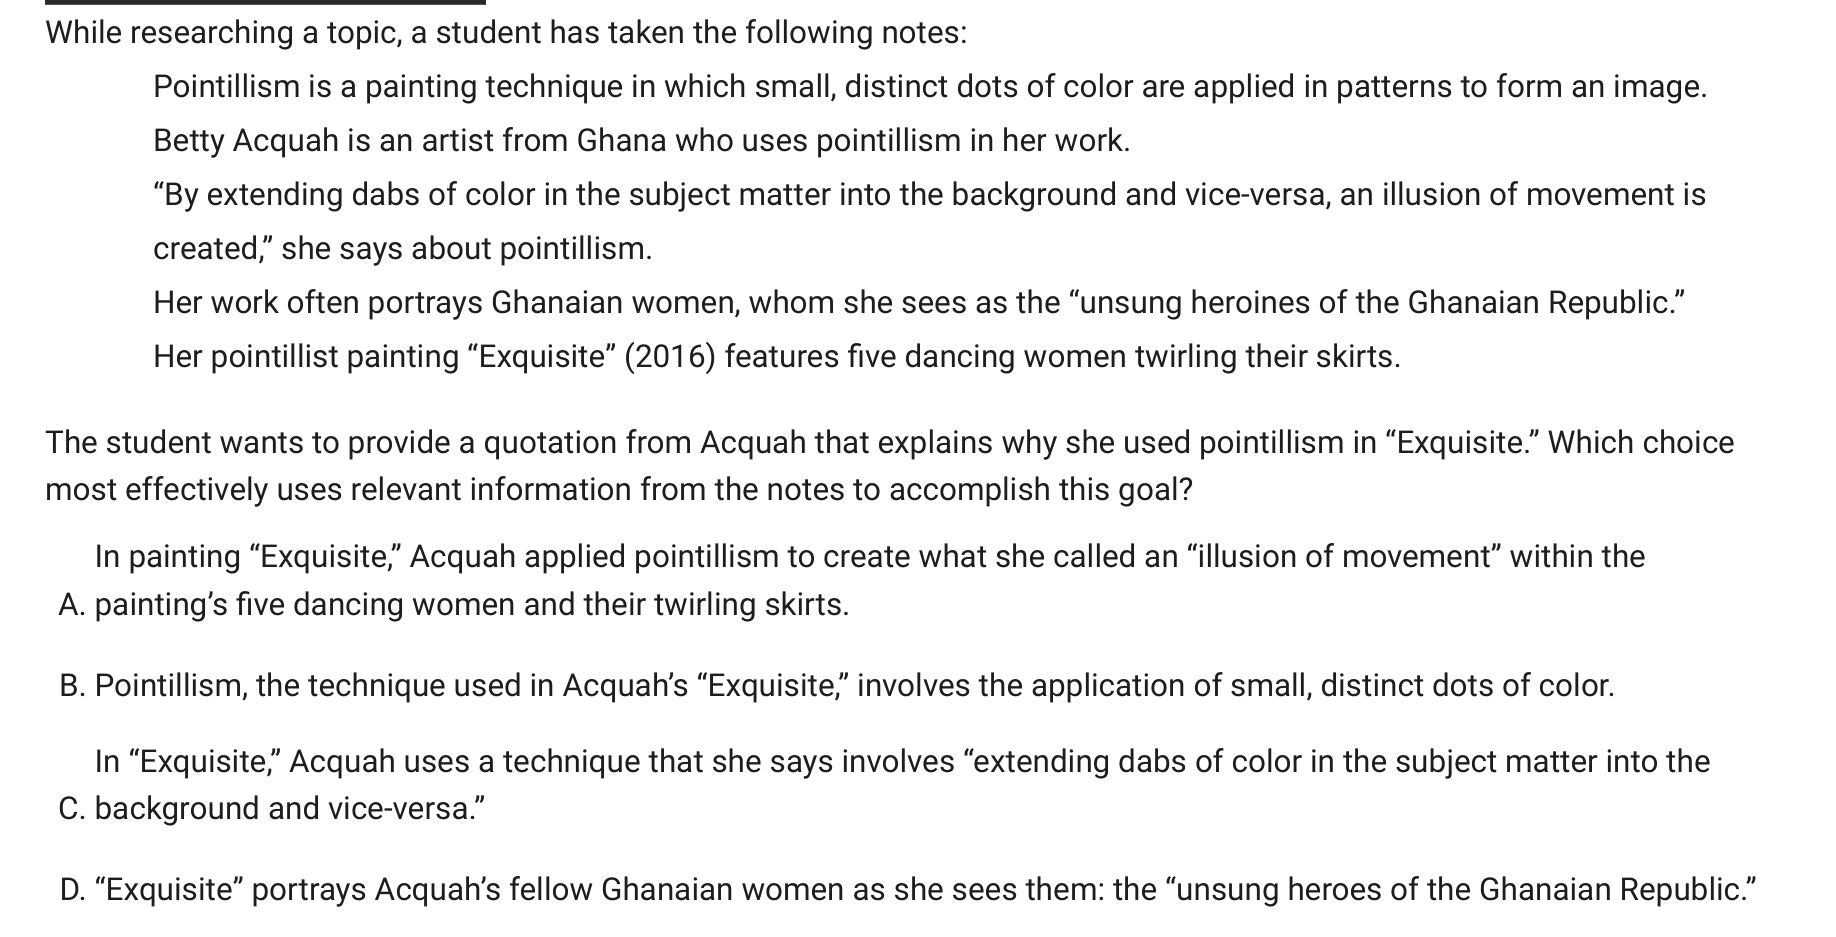 While researching a topic, a student has taken the following notes:
Pointillism is a painting technique in which small, distinct dots of color are applied in patterns to form an image.
Betty Acquah is an artist from Ghana who uses pointillism in her work.
“By extending dabs of color in the subject matter into the background and vice-versa, an illusion of movement is
created,” she says about pointillism.
Her work often portrays Ghanaian women, whom she sees as the “unsung heroines of the Ghanaian Republic.”
Her pointillist painting “Exquisite” (2016) features five dancing women twirling their skirts.
The student wants to provide a quotation from Acquah that explains why she used pointillism in “Exquisite.” Which choice
most effectively uses relevant information from the notes to accomplish this goal?
In painting “Exquisite,” Acquah applied pointillism to create what she called an “illusion of movement” within the
A. painting’s five dancing women and their twirling skirts.
B. Pointillism, the technique used in Acquah’s “Exquisite,” involves the application of small, distinct dots of color.
In “Exquisite,” Acquah uses a technique that she says involves “extending dabs of color in the subject matter into the
C. background and vice-versa.”
D. “Exquisite” portrays Acquah’s fellow Ghanaian women as she sees them: the “unsung heroes of the Ghanaian Republic.”